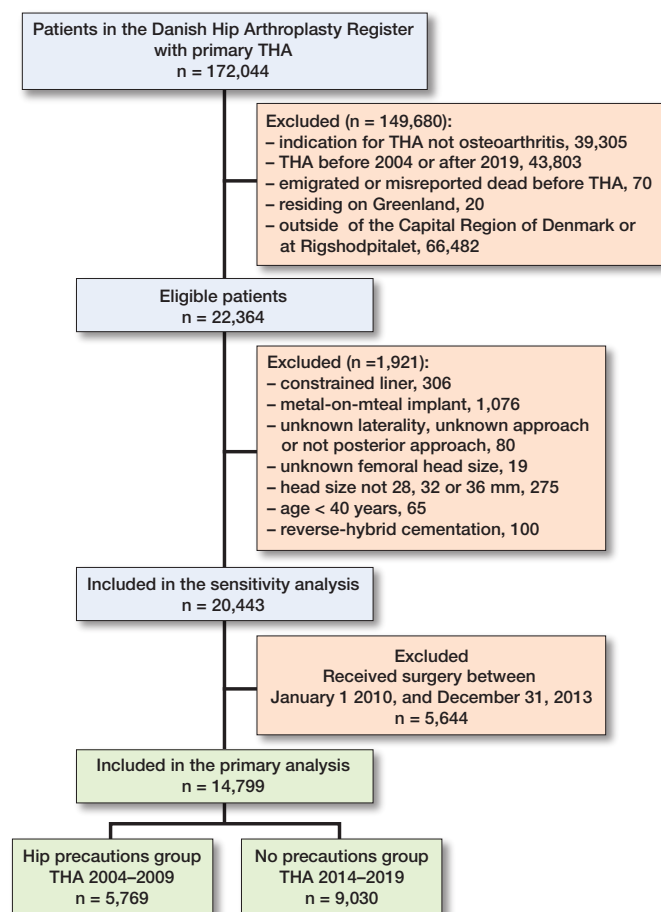 Patients in the Danish Hip Arthroplasty Register
with primary THA
n = 172,044
Excluded (n = 149,680):
– indication for THA not osteoarthritis, 39,305
– THA before 2004 or after 2019, 43,803
– emigrated or misreported dead before THA, 70
– residing on Greenland, 20
– outside of the Capital Region of Denmark or
at Rigshodpitalet, 66,482
Eligible patients
n = 22,364
Excluded (n =1,921):
– constrained liner, 306
– metal-on-mteal implant, 1,076
– unknown laterality, unknown approach
or not posterior approach, 80
– unknown femoral head size, 19
– head size not 28, 32 or 36 mm, 275
– age < 40 years, 65
– reverse-hybrid cementation, 100
Included in the sensitivity analysis
n = 20,443
Excluded
Received surgery between
January 1 2010, and December 31, 2013
n = 5,644
Included in the primary analysis
n = 14,799
Hip precautions group
THA 2004–2009
n = 5,769
No precautions group
THA 2014–2019
n = 9,030